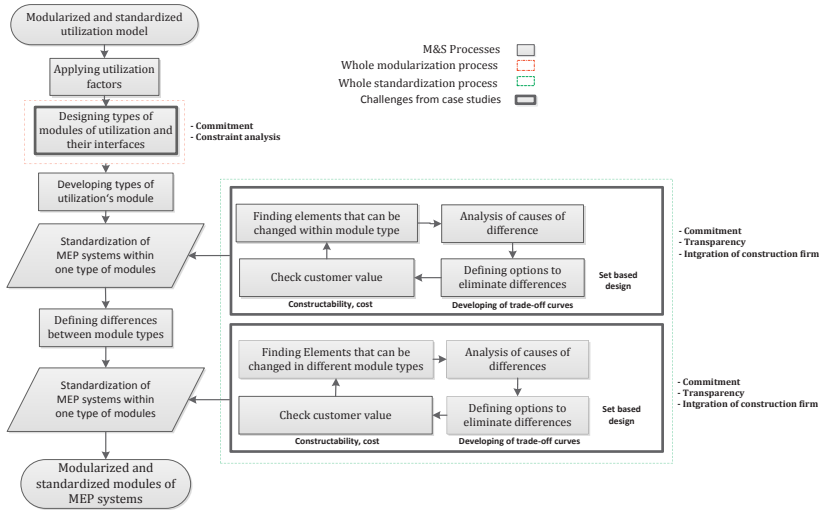 Modularized and standardized
utilization model
Applying utilization
factors
Designing types of
modules of utilization and
their interfaces
- Commitment
- Constraint analysis
Developing types of
utilization's module
Standardization of
MEP systems within
one type of modules
Defining differences
between module types
Standardization of
MEP systems within
one type of modules
Modularized and
standardized modules of
MEP systems
M&S Processes
Whole modularization process
Whole standardization process
Challenges from case studies
Finding elements that can be
changed within module type
Analysis of causes of
difference
Check customer value
Defining options to
eliminate differences
Set based
design
Constructability, cost
Developing of trade-off curves
- Commitment
- Transparency
- Intgration of construction firm
Finding Elements that can be
changed in different module types
Analysis of causes of
differences
Check customer value
Defining options to
eliminate differences
Set based
design
Constructability, cost
Developing of trade-off curves
- Commitment
- Transparency
- Intgration of construction firm